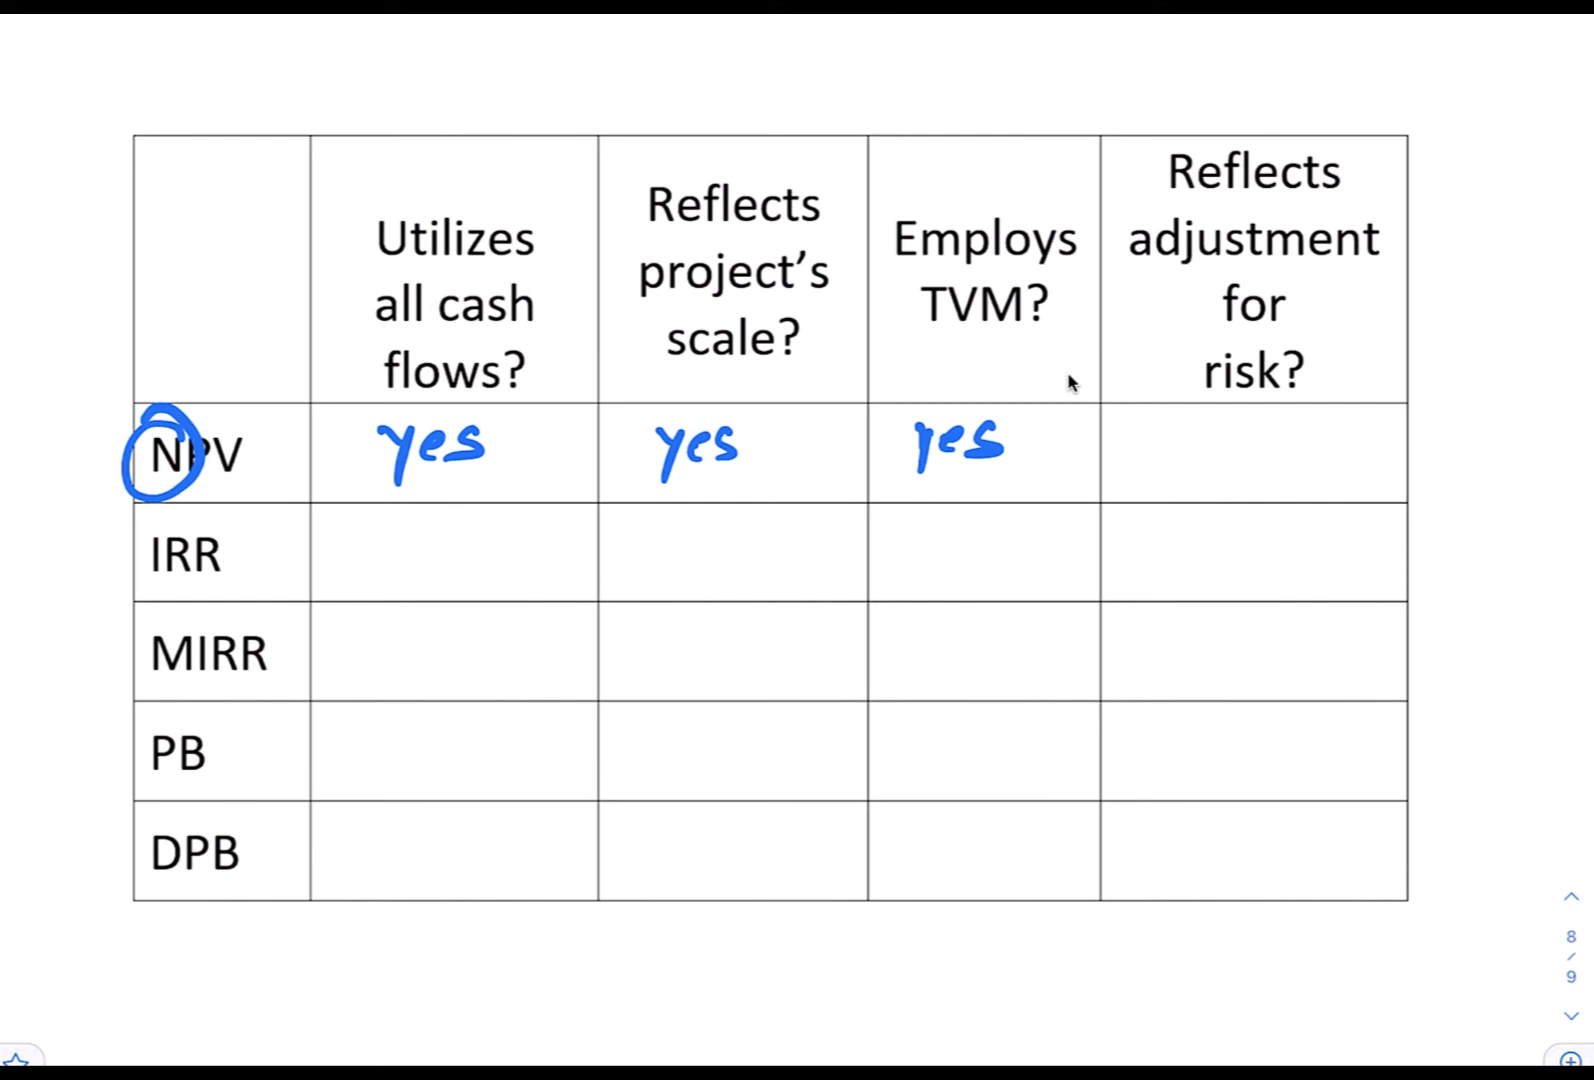 Utilizes
all cash
flows?
Reflects
project’s
scale?
Employs
TVM?
Reflects
adjustment
for
risk?
NPV yes yes yes
IRR
MIRR
PB
DPB
8
/
9